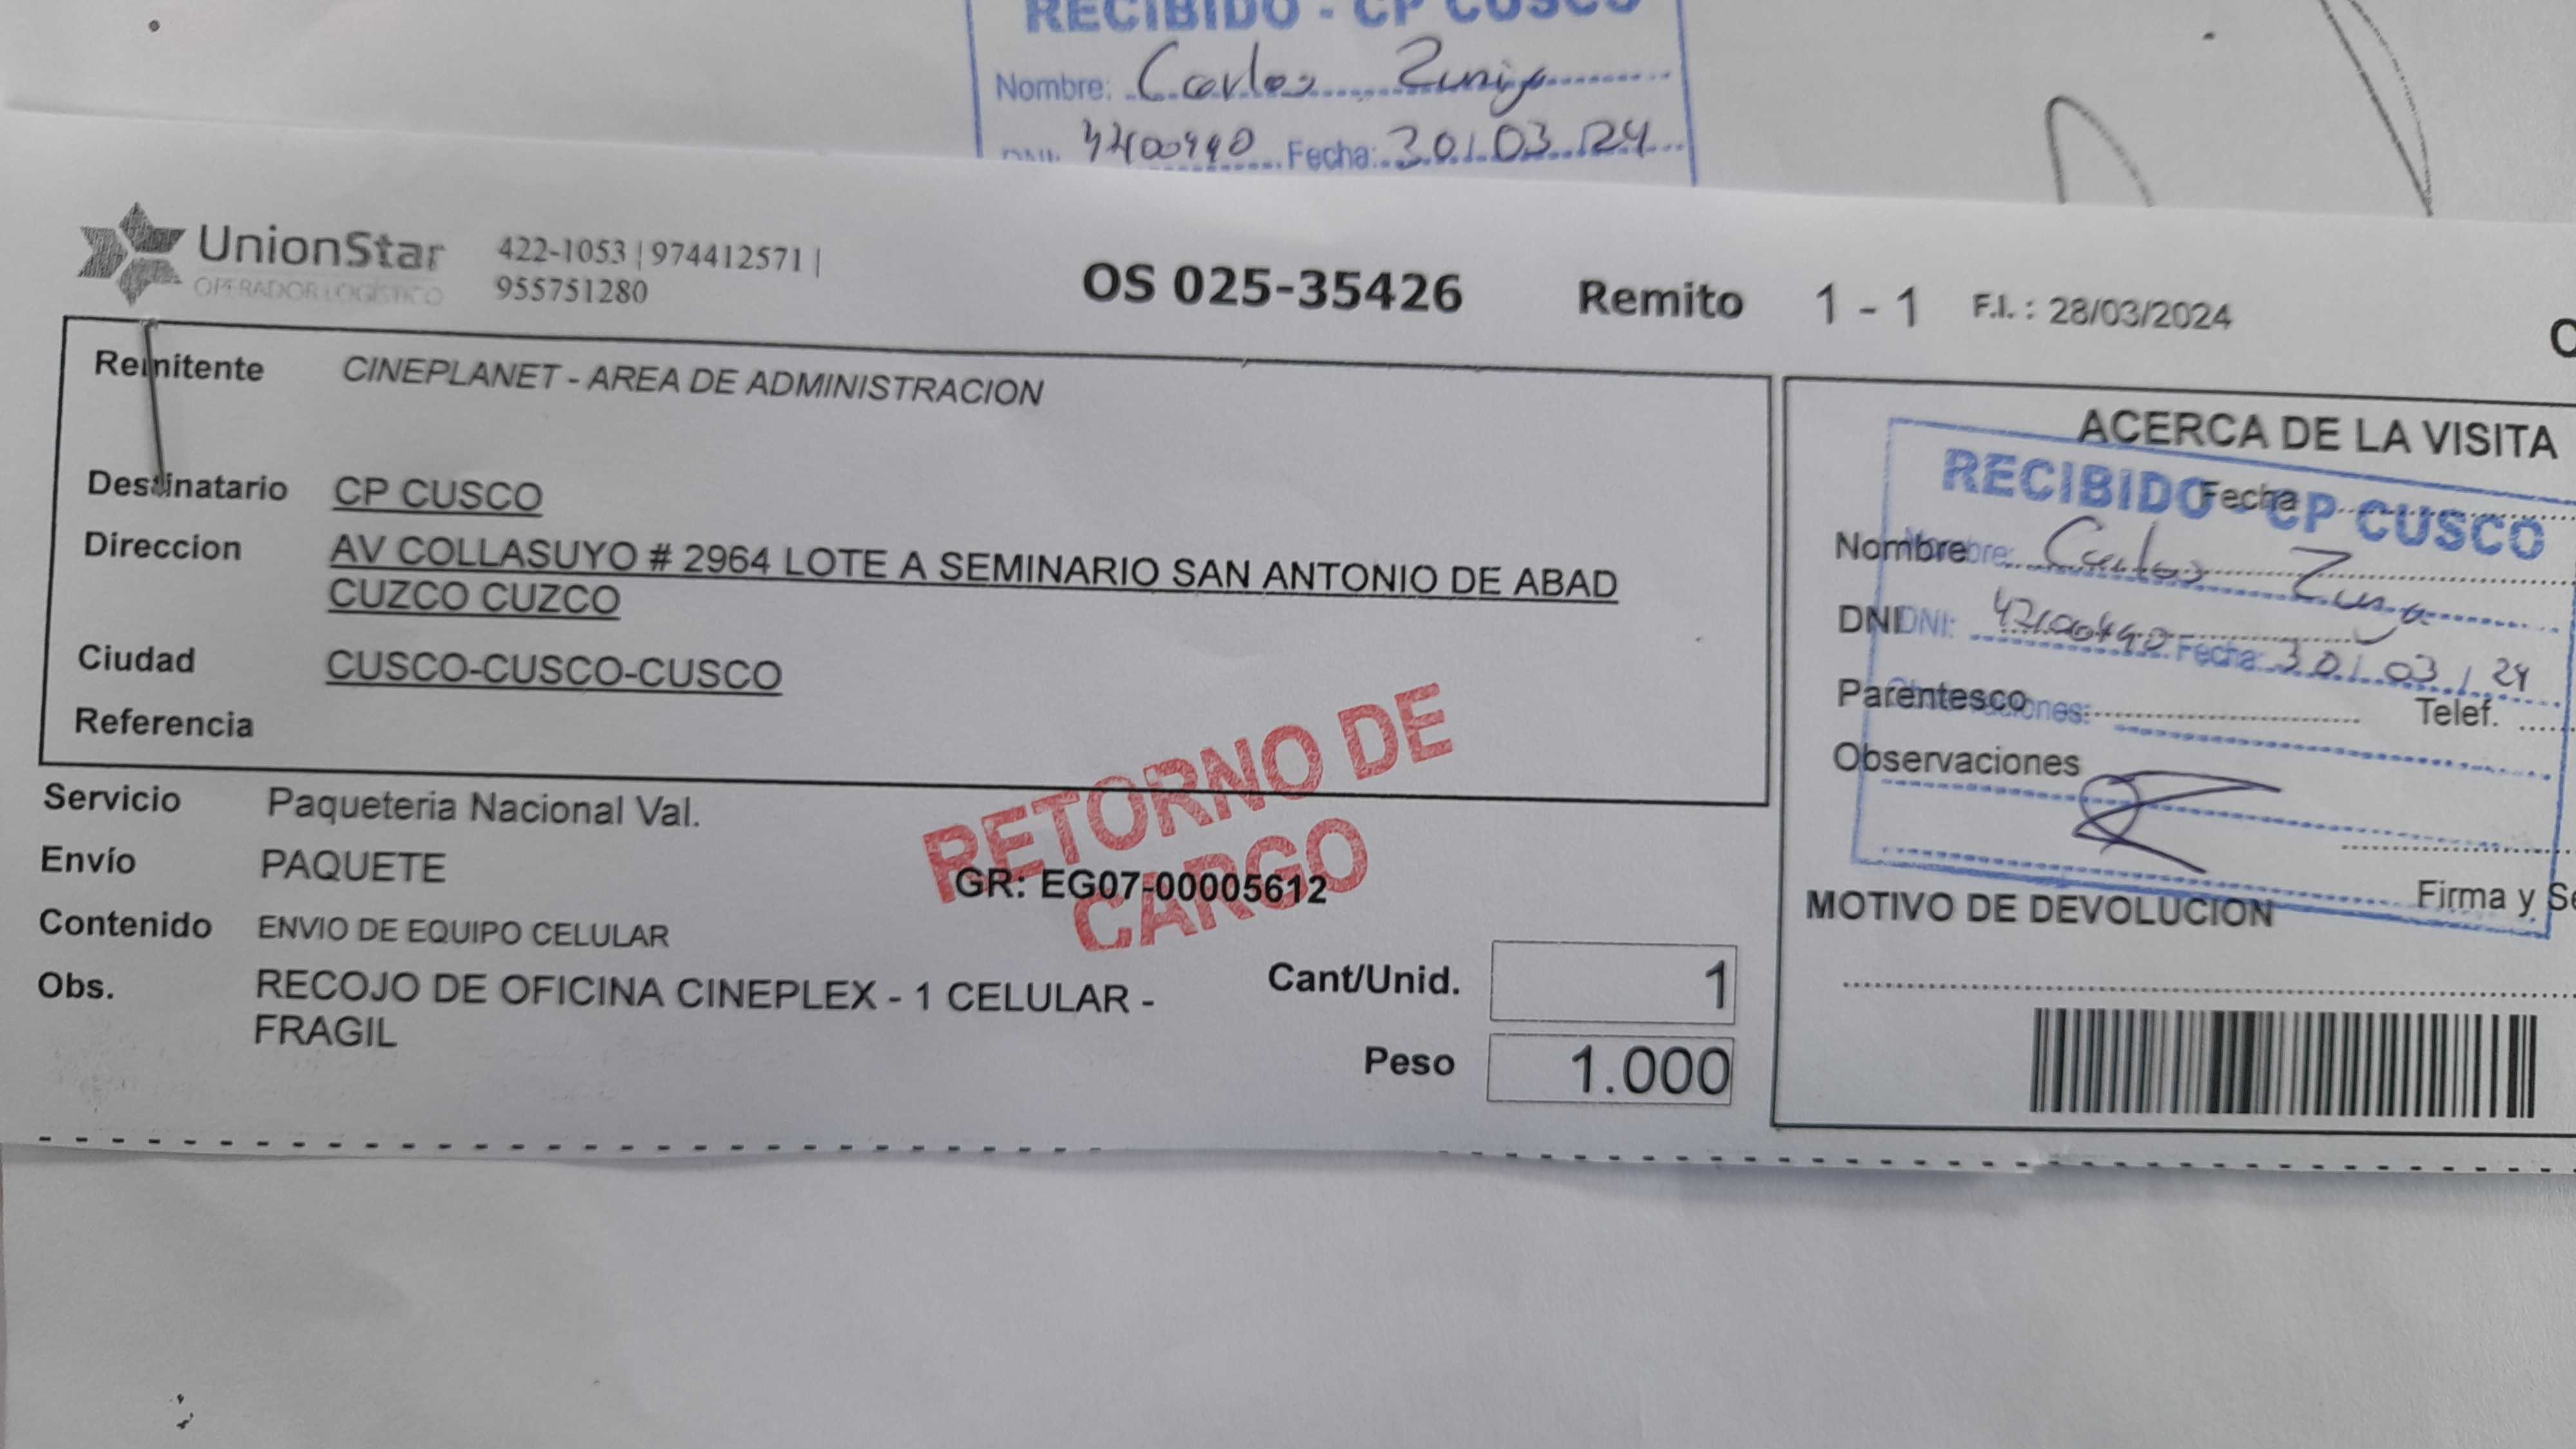 RECIBIDO - CP CUSCO
Nombre: Carlos Zuniga
Fecha: 30/03/24
UnionStar
OPERADOR LOGÍSTICO
422-1053 | 974412571 |
955751280
OS 025-35426 Remito 1 - 1 F.I. : 28/03/2024
Remitente CINEPLANET - AREA DE ADMINISTRACION
Destinatario CP CUSCO
Direccion AV COLLASUYO # 2964 LOTE A SEMINARIO SAN ANTONIO DE ABAD
CUZCO CUZCO
Ciudad CUSCO-CUSCO-CUSCO
Referencia
Servicio Paqueteria Nacional Val.
Envío PAQUETE
Contenido ENVIO DE EQUIPO CELULAR
Obs. RECOJO DE OFICINA CINEPLEX - 1 CELULAR -
FRAGIL
RETORNO DE
CARGO
GR: EG07-00005612
Cant/Unid. 1
Peso 1.000
ACERCA DE LA VISITA
Fecha
RECIBIDO - CP CUSCO
Nombre
Nombre: Carlos Zuniga
DNI
DNI: Fecha: 30/03/24
Parentesco Telef.
Observaciones:
Observaciones
Firma y
MOTIVO DE DEVOLUCION